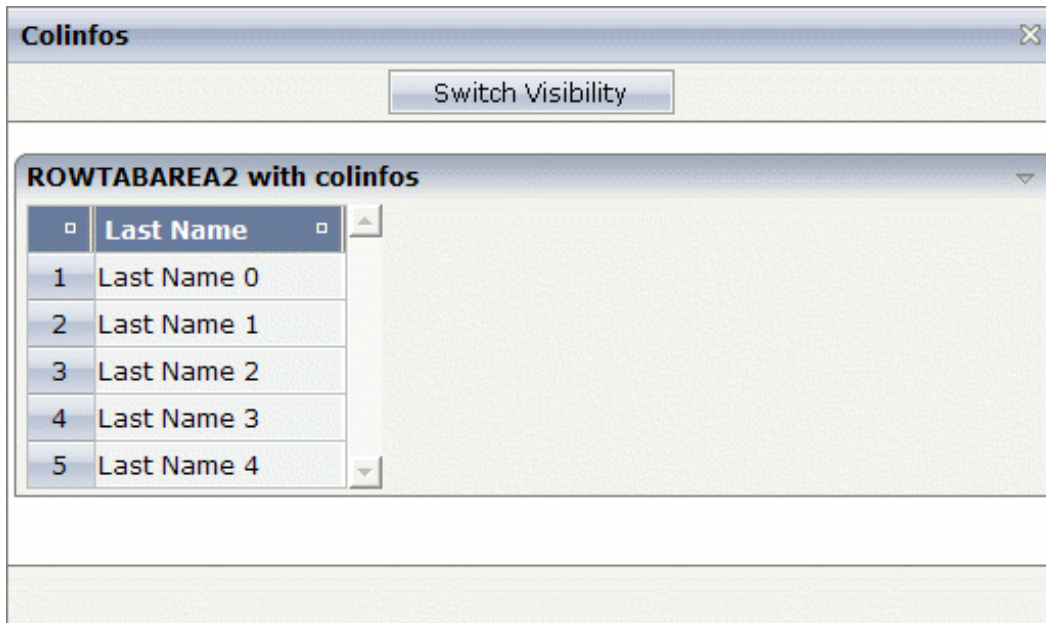 Colinfos
Switch Visibility
ROWTABAREA2 with colinfos
Last Name
1 Last Name 0
2 Last Name 1
3 Last Name 2
4 Last Name 3
5 Last Name 4